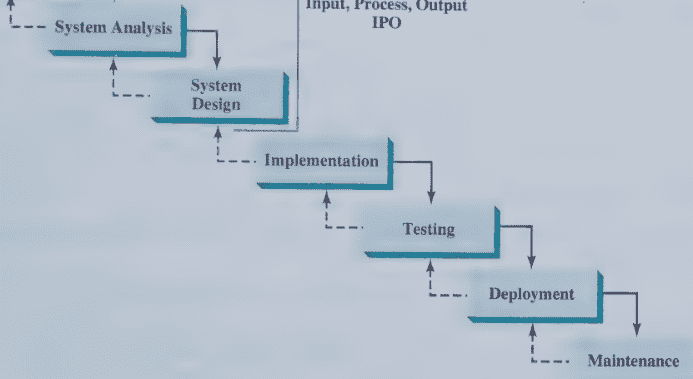 Input, Process, Output
IPO
System Analysis
System
Design
Implementation
Testing
Deployment
Maintenance